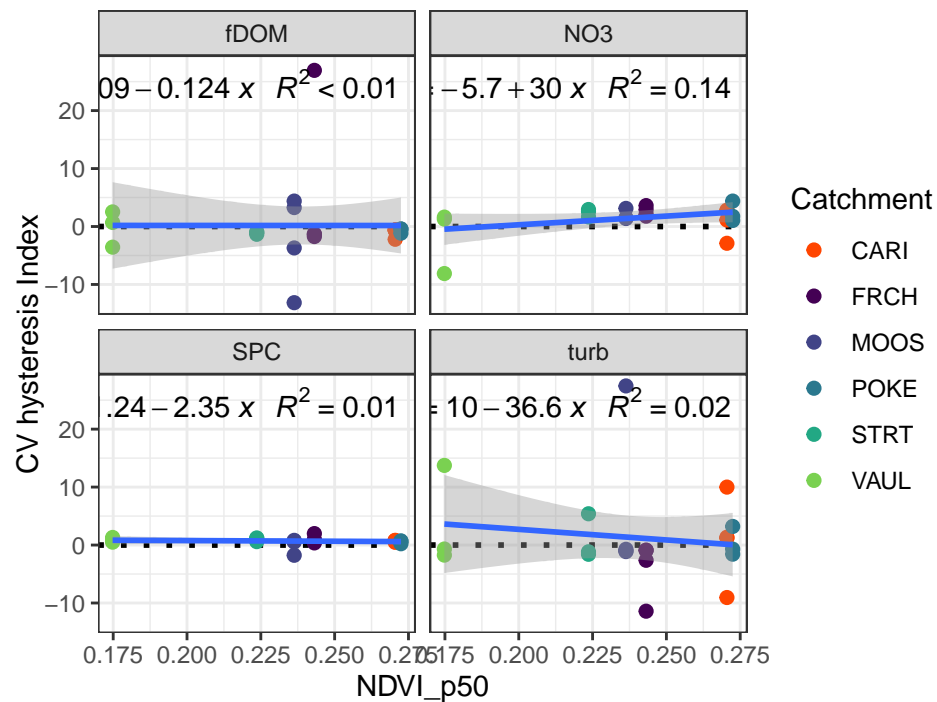 fDOM NO3
09 − 0.124 x R² < 0.01 = −5.7 + 30 x R² = 0.14
20
10
0
−10
SPC turb
.24 − 2.35 x R² = 0.01 = 10 − 36.6 x R² = 0.02
20
10
0
−10
0.175 0.200 0.225 0.250 0.275 0.175 0.200 0.225 0.250 0.275
NDVI_p50
CV hysteresis Index
Catchment
CARI
FRCH
MOOS
POKE
STRT
VAUL